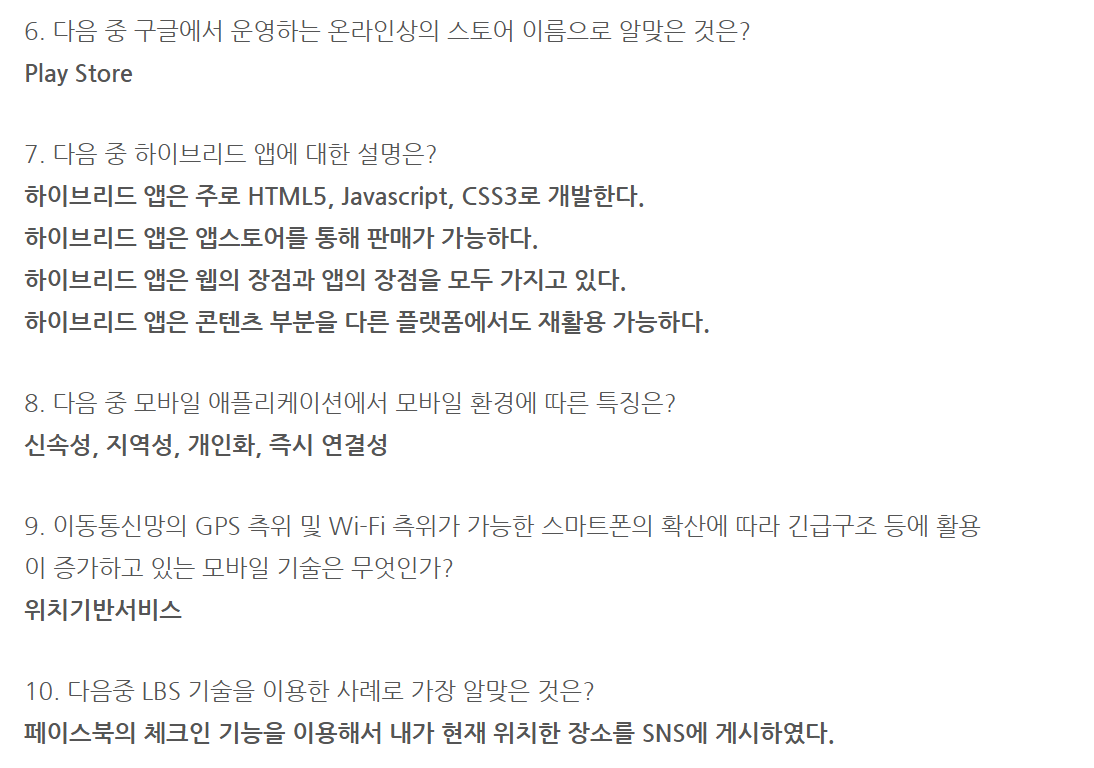 6. 다음 중 구글에서 운영하는 온라인상의 스토어 이름으로 알맞은 것은?
Play Store
7. 다음 중 하이브리드 앱에 대한 설명은?
하이브리드 앱은 주로 HTML5, Javascript, CSS3로 개발한다.
하이브리드 앱은 앱스토어를 통해 판매가 가능하다.
하이브리드 앱은 웹의 장점과 앱의 장점을 모두 가지고 있다.
하이브리드 앱은 콘텐츠 부분을 다른 플랫폼에서도 재활용 가능하다.
8. 다음 중 모바일 애플리케이션에서 모바일 환경에 따른 특징은?
신속성, 지역성, 개인화, 즉시 연결성
9. 이동통신망의 GPS 측위 및 Wi-Fi 측위가 가능한 스마트폰의 확산에 따라 긴급구조 등에 활용
이 증가하고 있는 모바일 기술은 무엇인가?
위치기반서비스
10. 다음중 LBS 기술을 이용한 사례로 가장 알맞은 것은?
페이스북의 체크인 기능을 이용해서 내가 현재 위치한 장소를 SNS에 게시하였다.